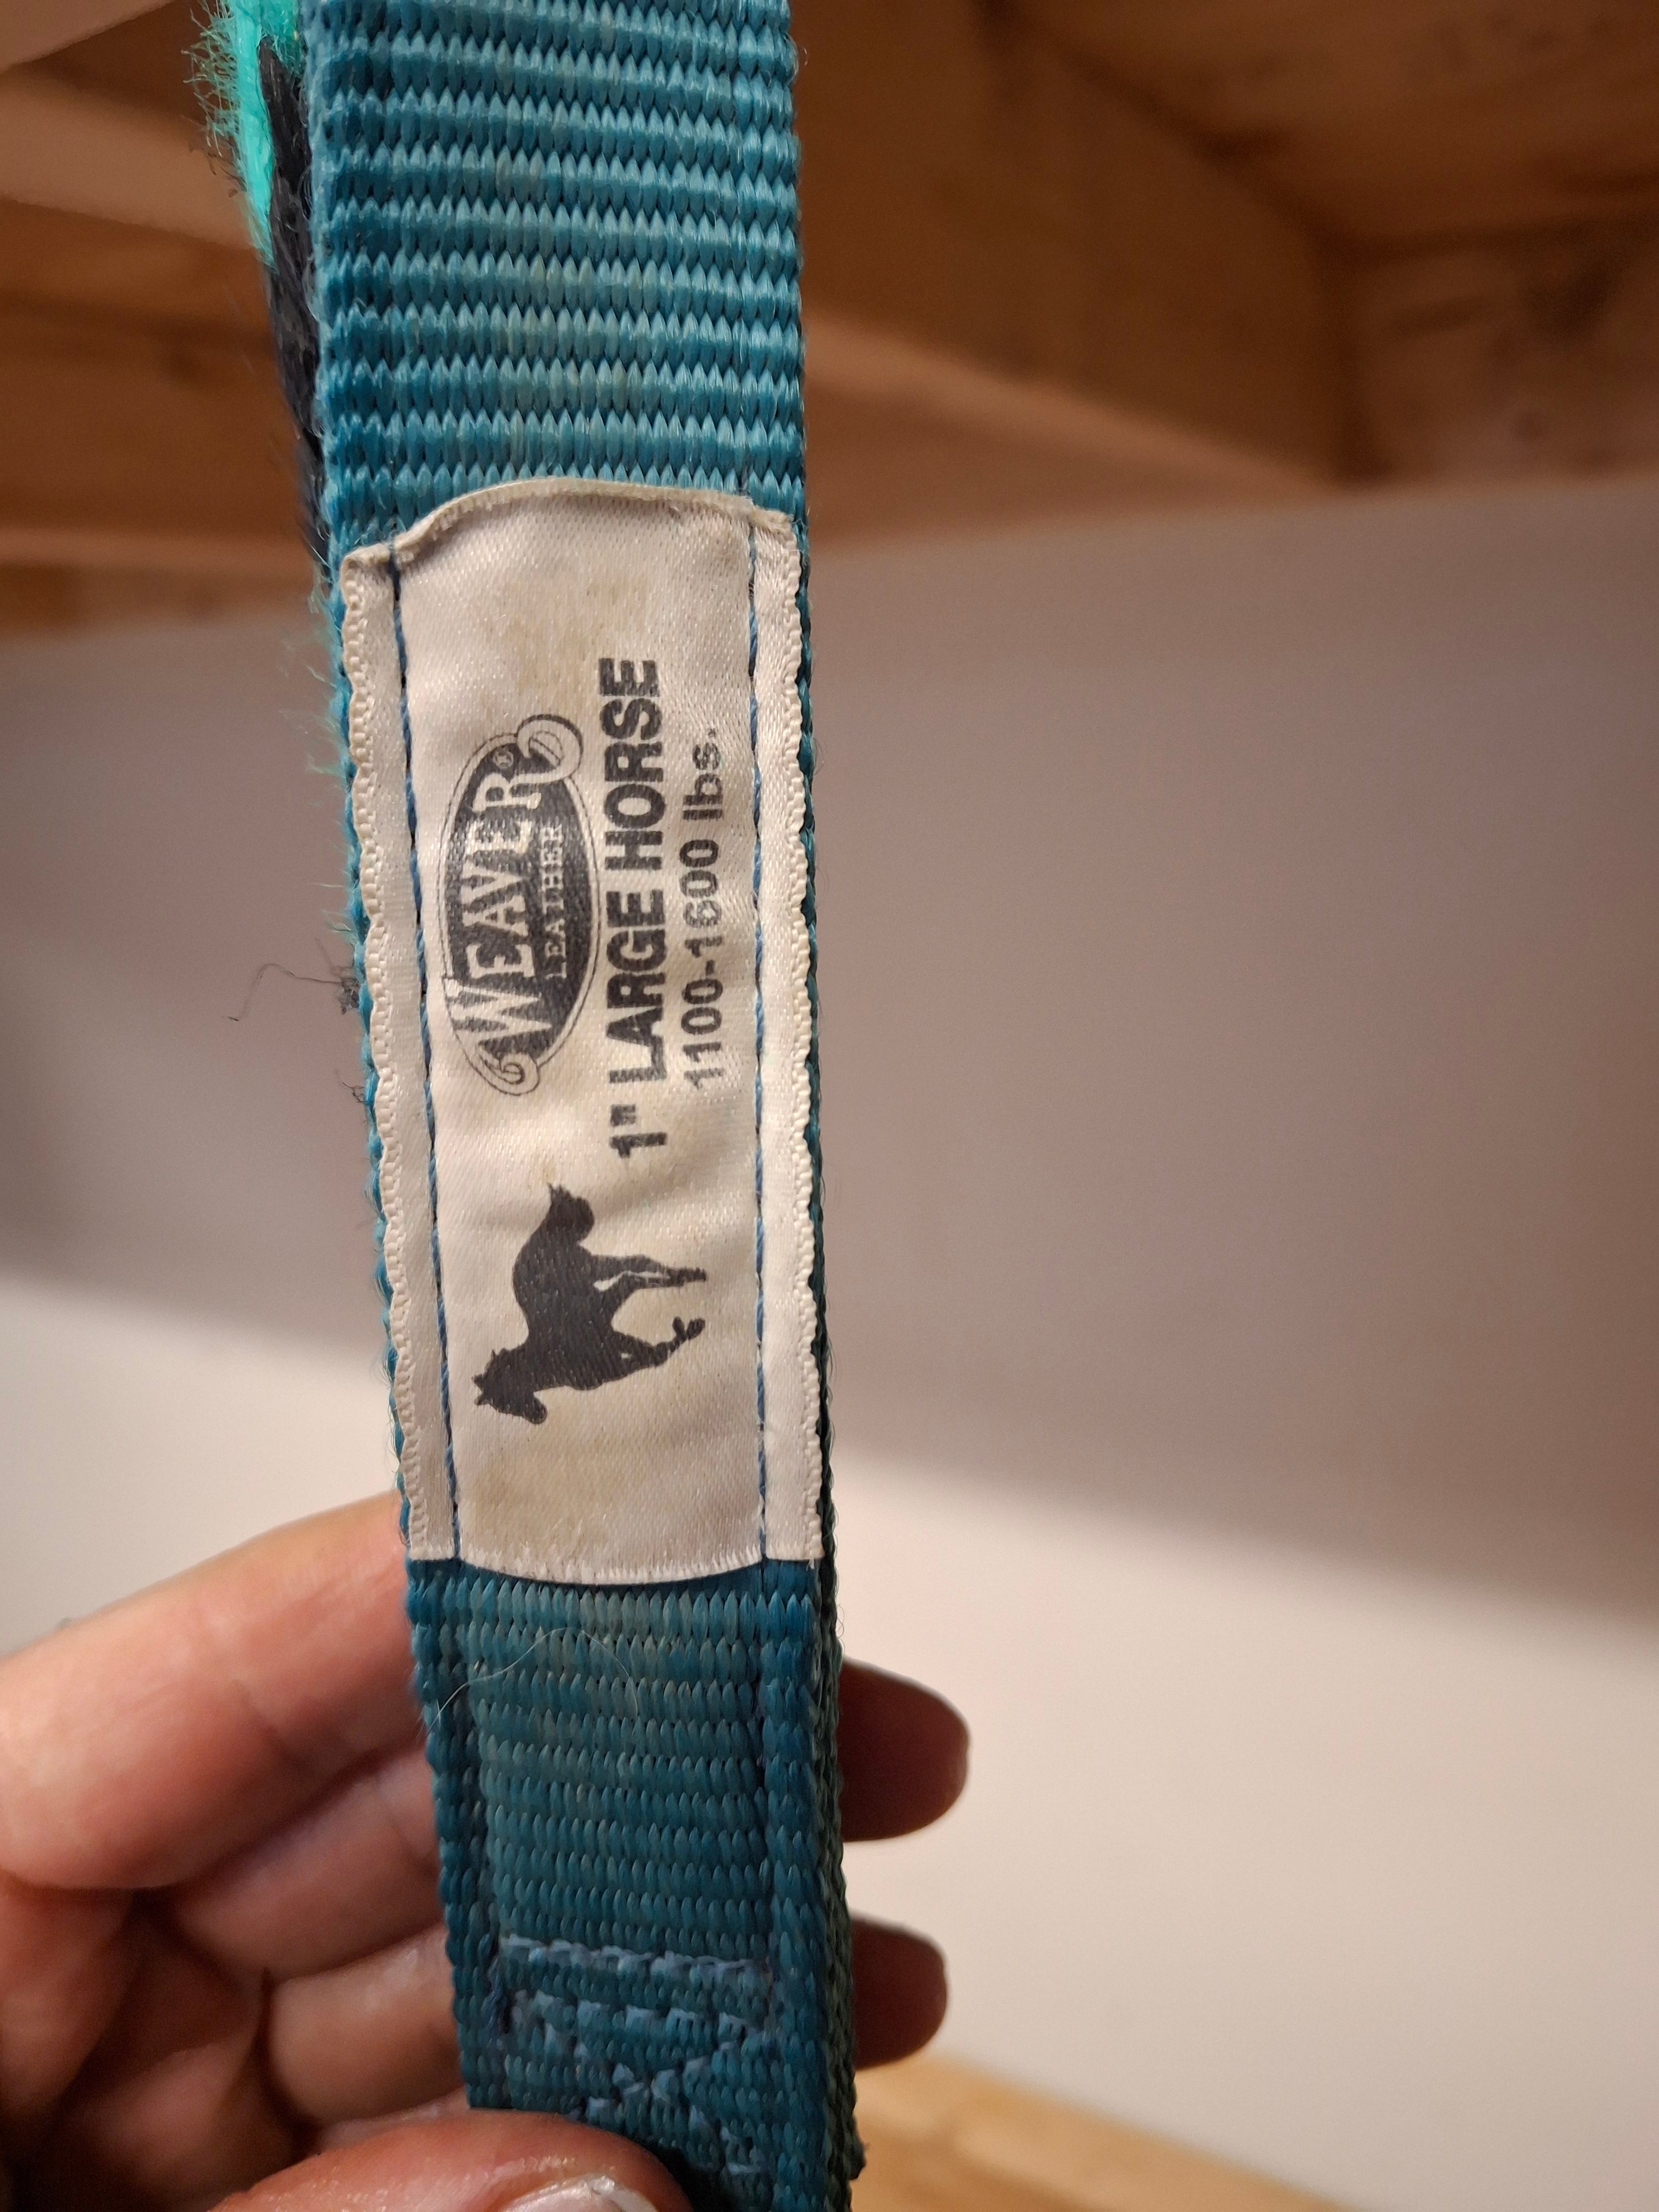 WEAVER®
LEATHER
1" LARGE HORSE
1100-1600 lbs.